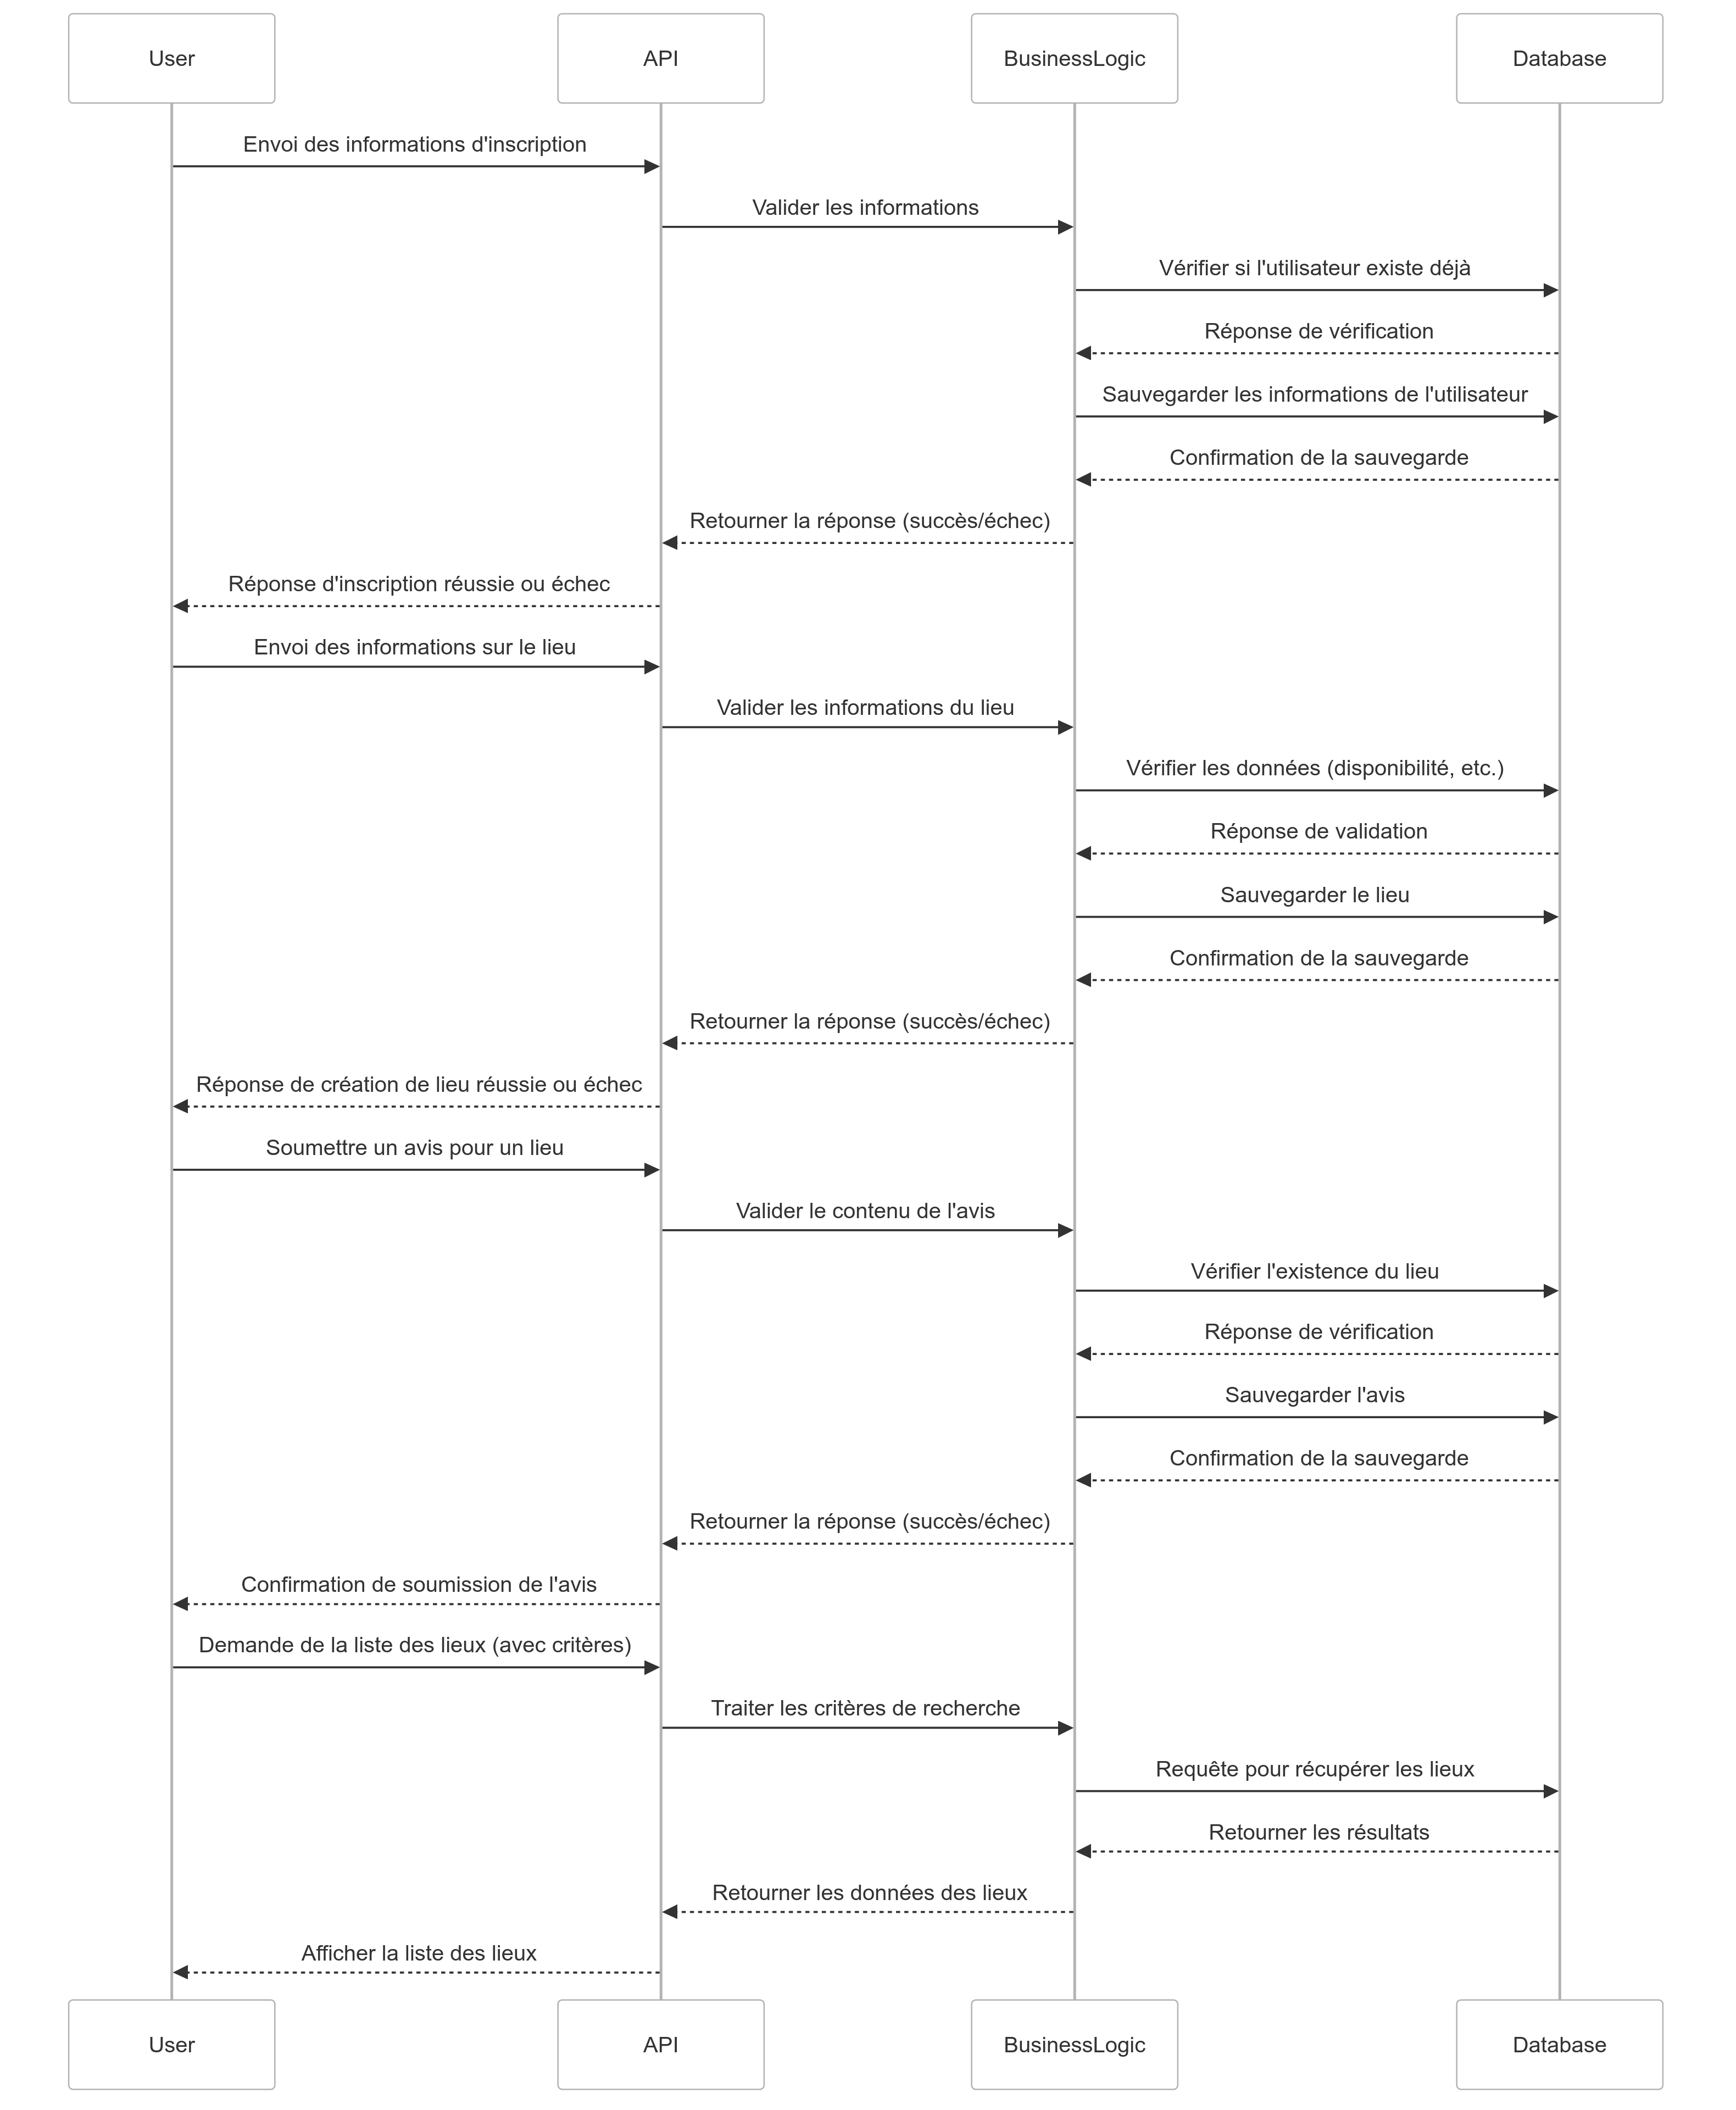 User
API
BusinessLogic
Database
Envoi des informations d'inscription
Valider les informations
Vérifier si l'utilisateur existe déjà
Réponse de vérification
Sauvegarder les informations de l'utilisateur
Confirmation de la sauvegarde
Retourner la réponse (succès/échec)
Réponse d'inscription réussie ou échec
Envoi des informations sur le lieu
Valider les informations du lieu
Vérifier les données (disponibilité, etc.)
Réponse de validation
Sauvegarder le lieu
Confirmation de la sauvegarde
Retourner la réponse (succès/échec)
Réponse de création de lieu réussie ou échec
Soumettre un avis pour un lieu
Valider le contenu de l'avis
Vérifier l'existence du lieu
Réponse de vérification
Sauvegarder l'avis
Confirmation de la sauvegarde
Retourner la réponse (succès/échec)
Confirmation de soumission de l'avis
Demande de la liste des lieux (avec critères)
Traiter les critères de recherche
Requête pour récupérer les lieux
Retourner les résultats
Retourner les données des lieux
Afficher la liste des lieux
User
API
BusinessLogic
Database